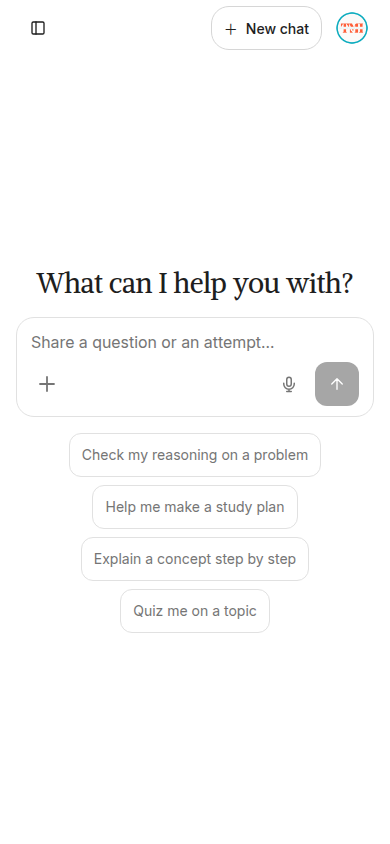 New chat
What can I help you with?
Share a question or an attempt...
Check my reasoning on a problem
Help me make a study plan
Explain a concept step by step
Quiz me on a topic